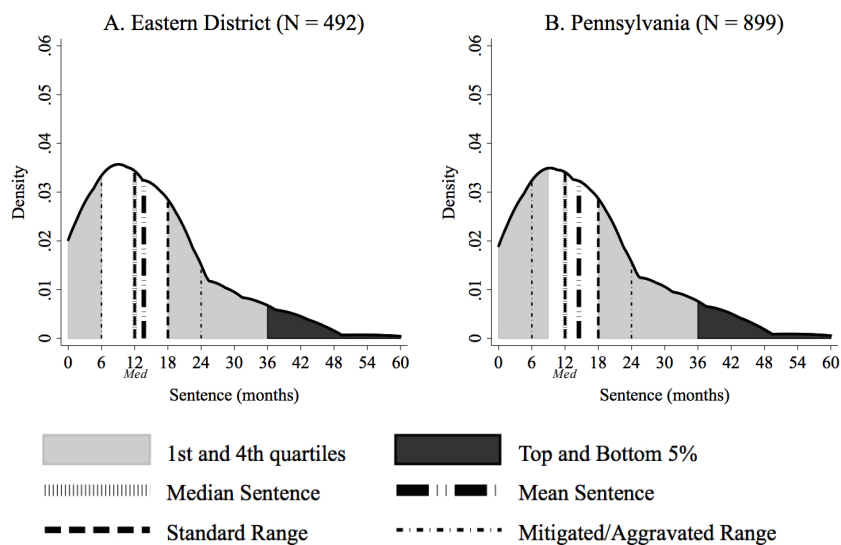 A. Eastern District (N = 492)
B. Pennsylvania (N = 899)
.06
.05
.04
.03
.02
.01
0
Density
0 6 12 18 24 30 36 42 48 54 60
Med
Sentence (months)
.06
.05
.04
.03
.02
.01
0
Density
0 6 12 18 24 30 36 42 48 54 60
Med
Sentence (months)
1st and 4th quartiles
Top and Bottom 5%
Median Sentence
Mean Sentence
Standard Range
Mitigated/Aggravated Range